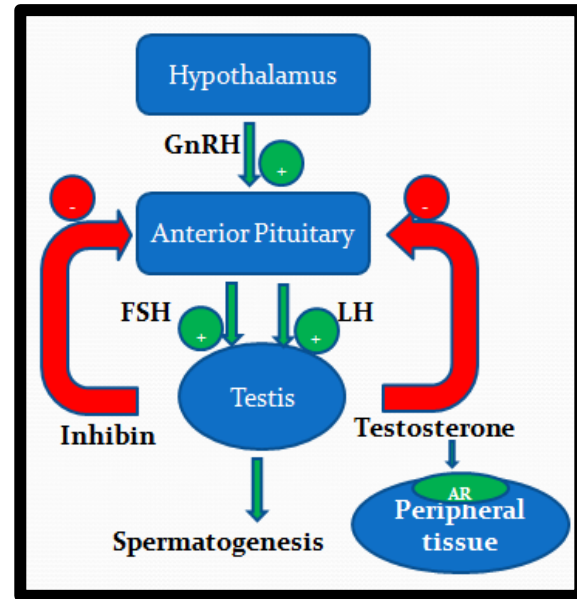 Hypothalamus
GnRH
+
-
-
Anterior Pituitary
FSH
LH
+
+
Testis
Inhibin
Testosterone
AR
Peripheral
tissue
Spermatogenesis